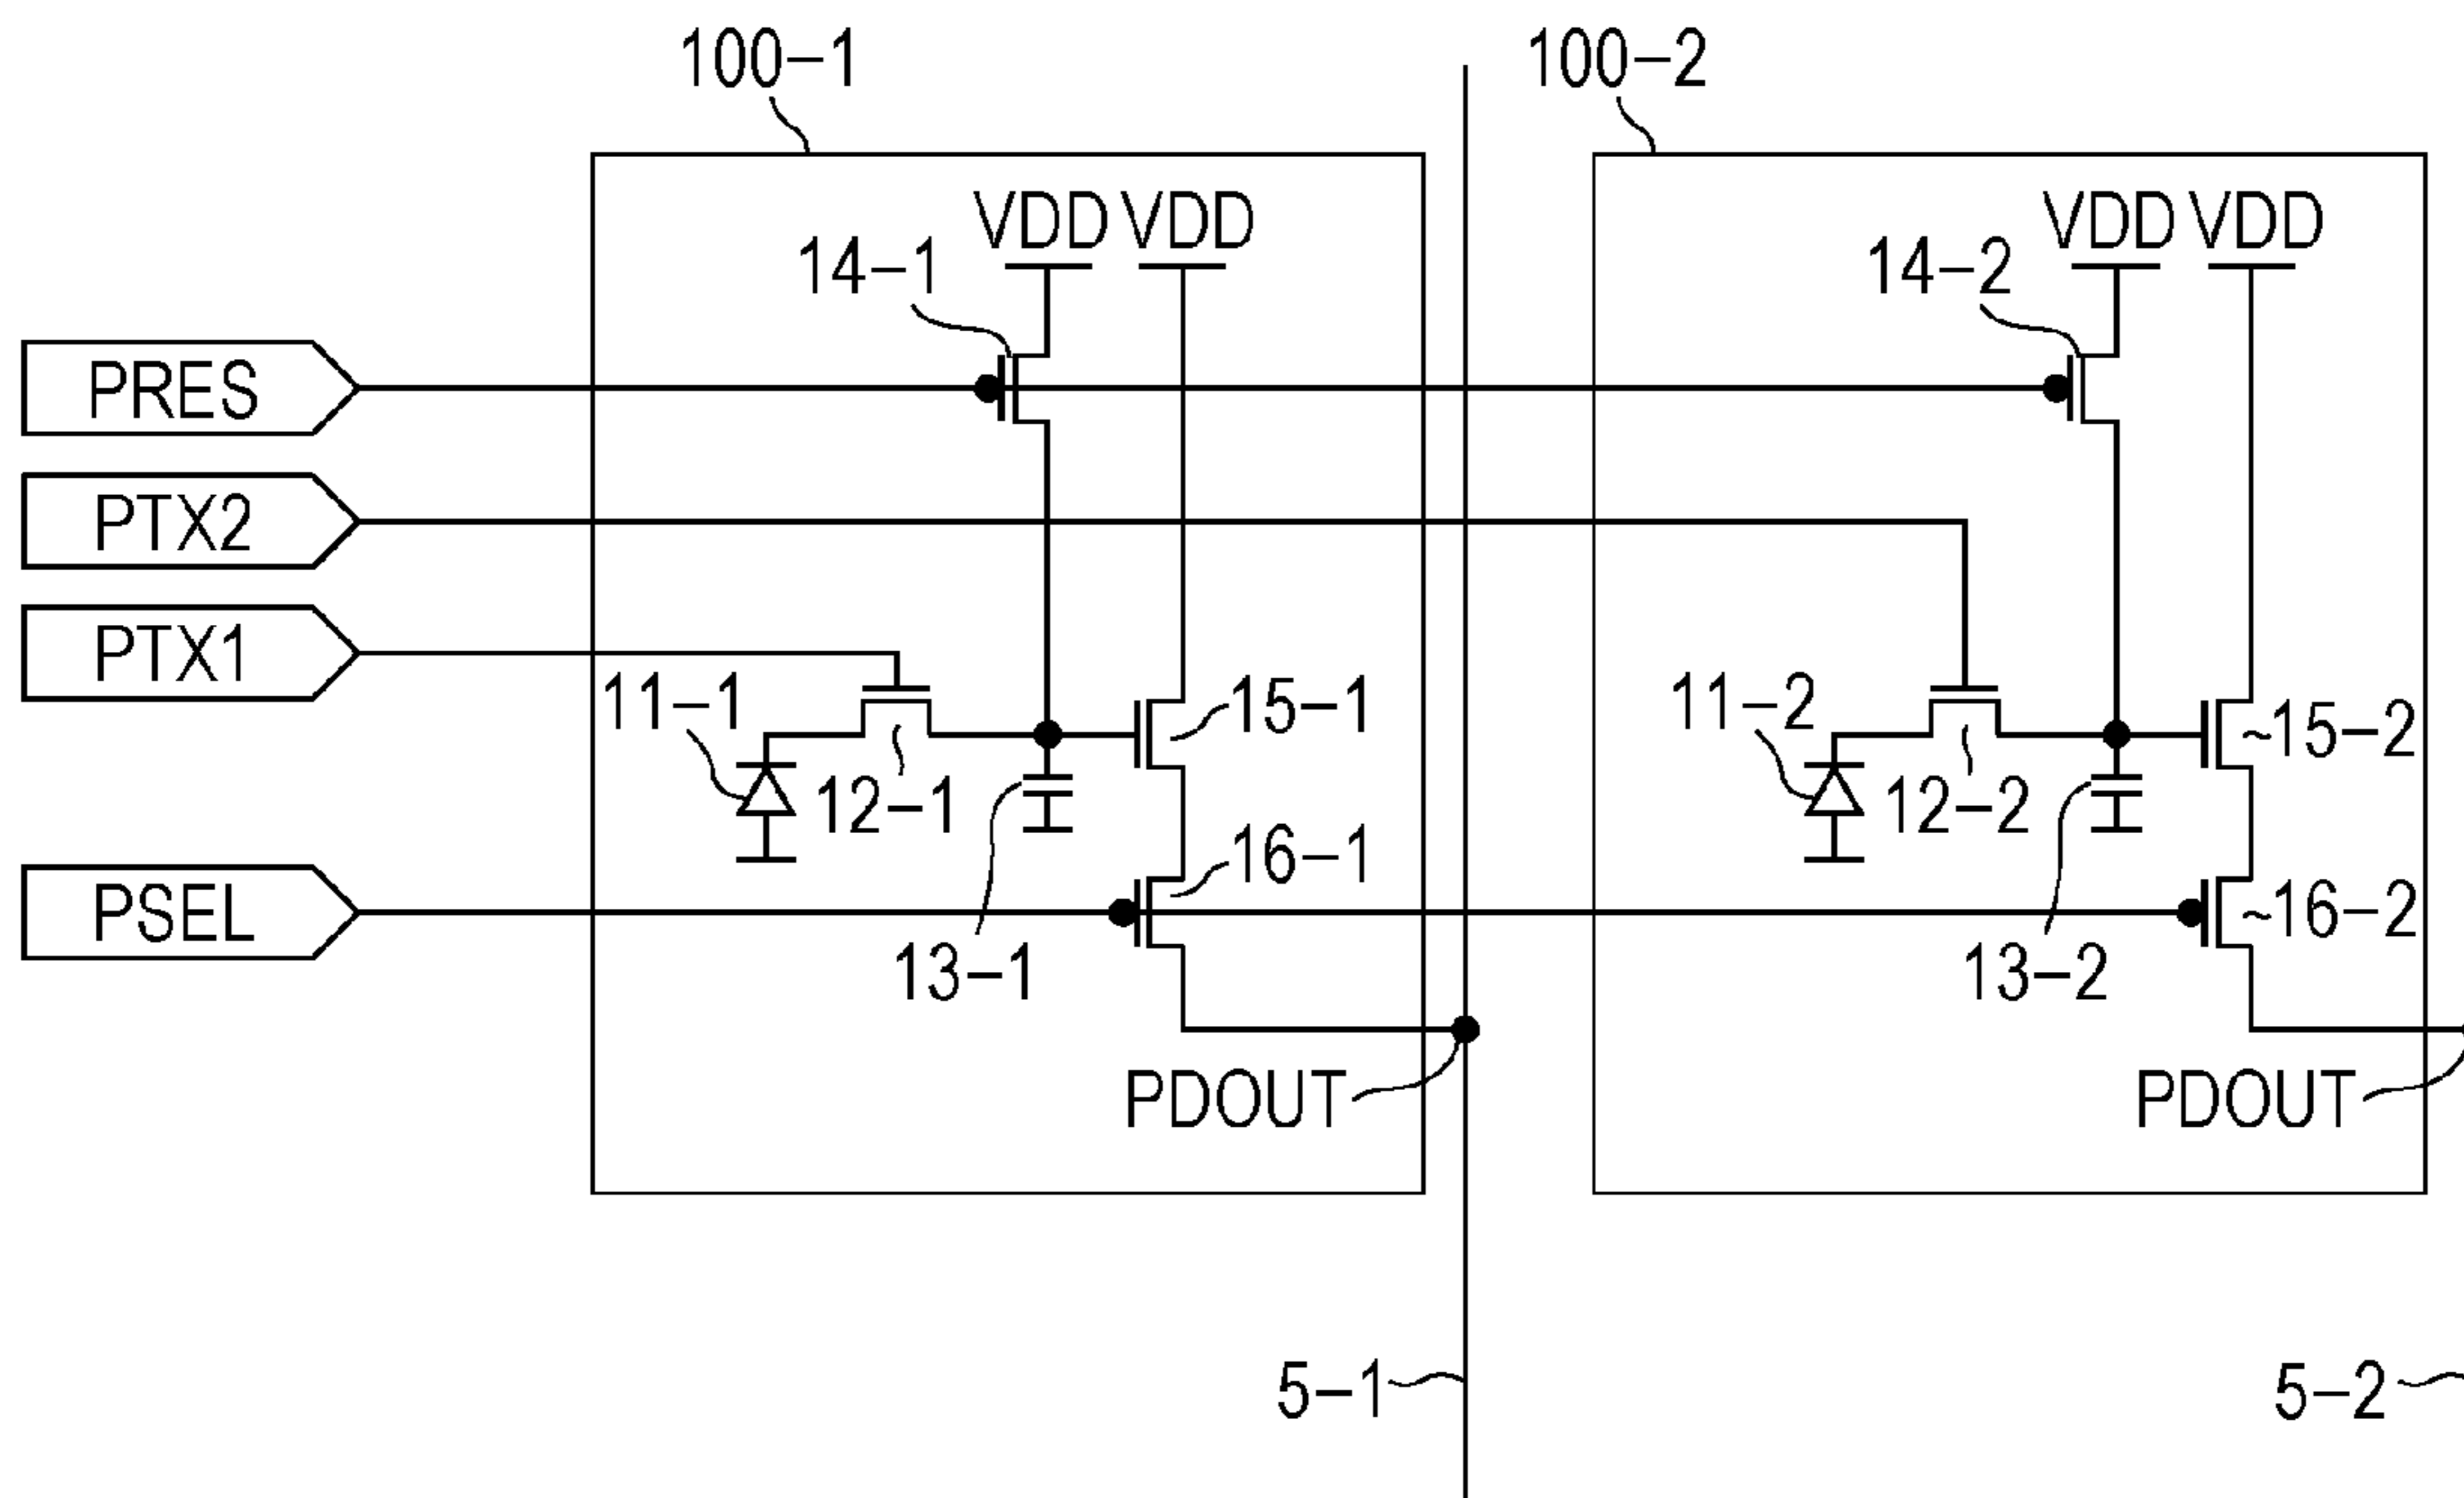 100-1
100-2
VDD VDD
VDD VDD
14-1
14-2
PRES
PTX2
PTX1
11-1
15-1
11-2
15-2
12-1
12-2
16-1
PSEL
16-2
13-1
13-2
PDOUT
PDOUT
5-1
5-2